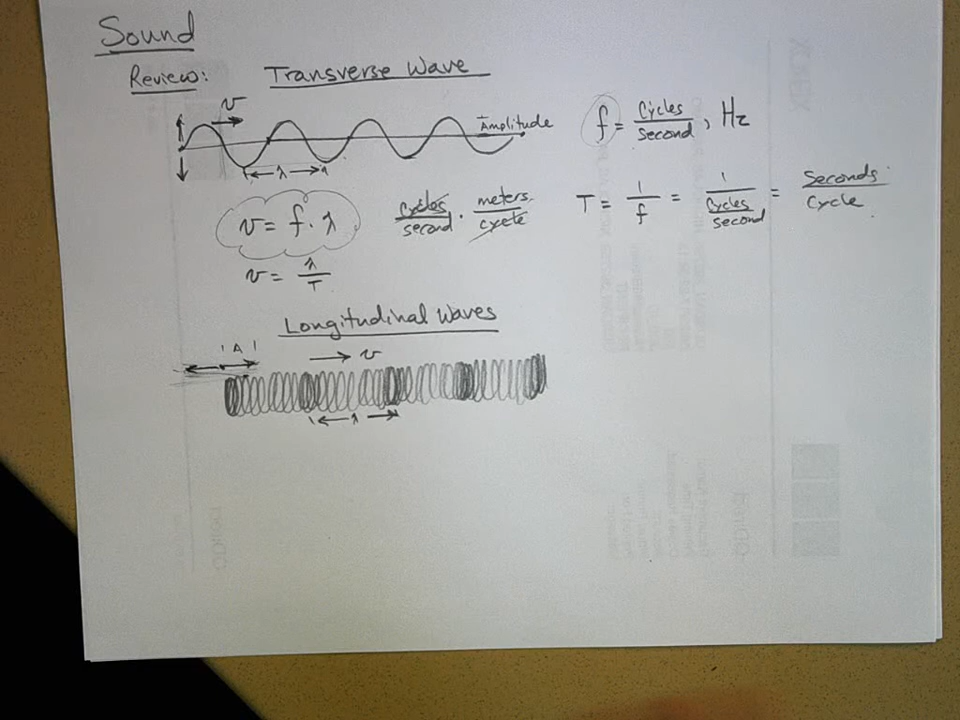 Sound
Review: Transverse Wave
v
Amplitude
λ
f = cycles/second, Hz
v = f · λ
cycles/second · meters/cycle
T = 1/f = 1/(cycles/second) = seconds/cycle
v = λ/T
Longitudinal Waves
A
v
λ